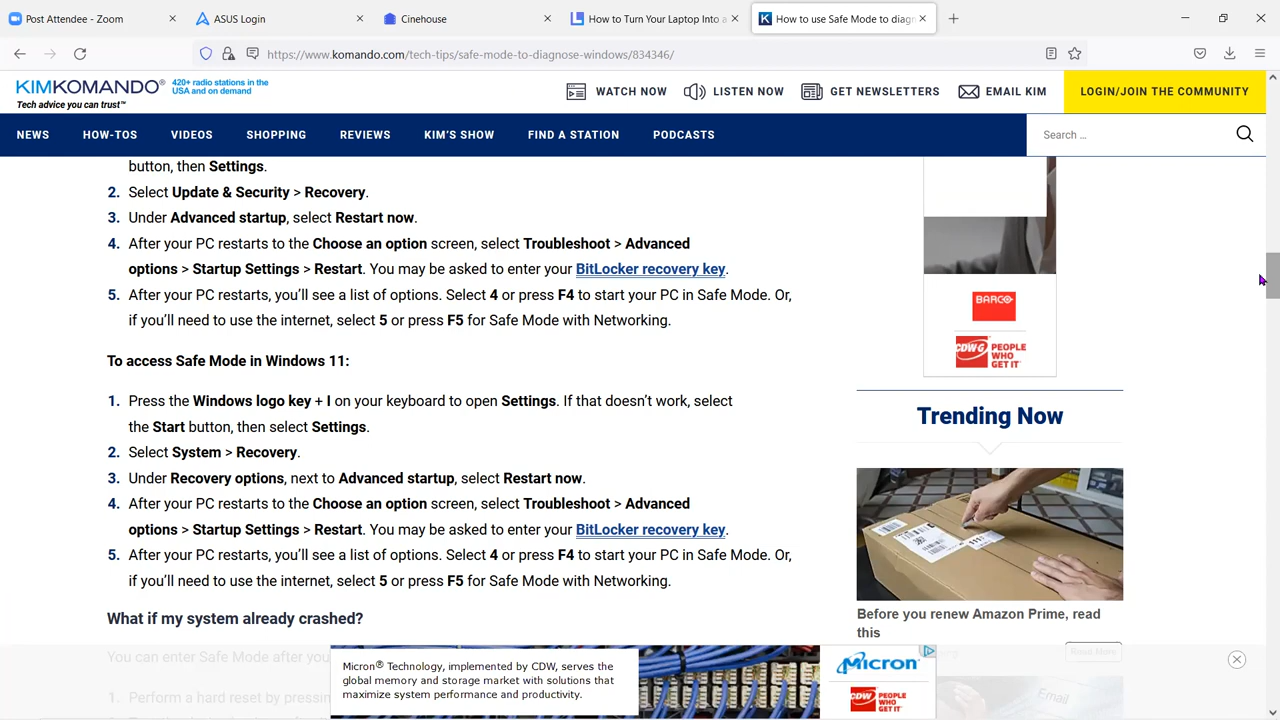 Post Attendee - Zoom
ASUS Login
Cinehouse
How to Turn Your Laptop Into a
How to use Safe Mode to diagn
https://www.komando.com/tech-tips/safe-mode-to-diagnose-windows/834346/
KIMKOMANDO®
420+ radio stations in the
USA and on demand
Tech advice you can trust™
WATCH NOW
LISTEN NOW
GET NEWSLETTERS
EMAIL KIM
LOGIN/JOIN THE COMMUNITY
NEWS
HOW-TOS
VIDEOS
SHOPPING
REVIEWS
KIM'S SHOW
FIND A STATION
PODCASTS
Search ...
button, then Settings.
2. Select Update & Security > Recovery.
3. Under Advanced startup, select Restart now.
4. After your PC restarts to the Choose an option screen, select Troubleshoot > Advanced
options > Startup Settings > Restart. You may be asked to enter your BitLocker recovery key.
5. After your PC restarts, you'll see a list of options. Select 4 or press F4 to start your PC in Safe Mode. Or,
if you'll need to use the internet, select 5 or press F5 for Safe Mode with Networking.
To access Safe Mode in Windows 11:
1. Press the Windows logo key + I on your keyboard to open Settings. If that doesn't work, select
the Start button, then select Settings.
2. Select System > Recovery.
3. Under Recovery options, next to Advanced startup, select Restart now.
4. After your PC restarts to the Choose an option screen, select Troubleshoot > Advanced
options > Startup Settings > Restart. You may be asked to enter your BitLocker recovery key.
5. After your PC restarts, you'll see a list of options. Select 4 or press F4 to start your PC in Safe Mode. Or,
if you'll need to use the internet, select 5 or press F5 for Safe Mode with Networking.
What if my system already crashed?
You can enter Safe Mode after you
1. Perform a hard reset by pressing
BARCO
CDWG PEOPLE
WHO
GET IT
Trending Now
Before you renew Amazon Prime, read
this
Read More
Email
Micron® Technology, implemented by CDW, serves the
global memory and storage market with solutions that
maximize system performance and productivity.
Micron
CDW PEOPLE
WHO
GET IT